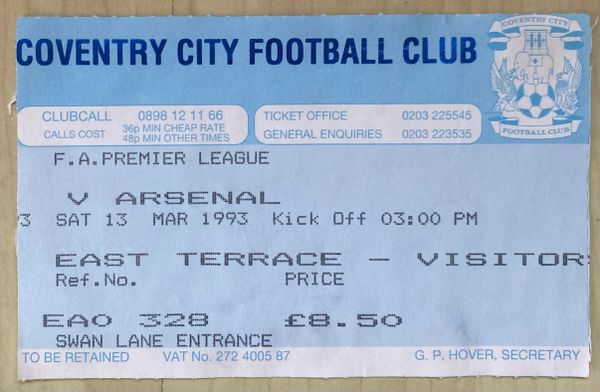 COVENTRY CITY FOOTBALL CLUB
COVENTRY CITY
FOOTBALL CLUB
CLUBCALL 0898 12 11 66
CALLS COST 36p MIN CHEAP RATE
48p MIN OTHER TIMES
TICKET OFFICE 0203 225545
GENERAL ENQUIRIES 0203 223535
F.A.PREMIER LEAGUE
V ARSENAL
3 SAT 13 MAR 1993 Kick Off 03:00 PM
EAST TERRACE - VISITOR
Ref.No. PRICE
EAO 328 £8.50
SWAN LANE ENTRANCE
TO BE RETAINED VAT No. 272 4005 87 G. P. HOVER, SECRETARY